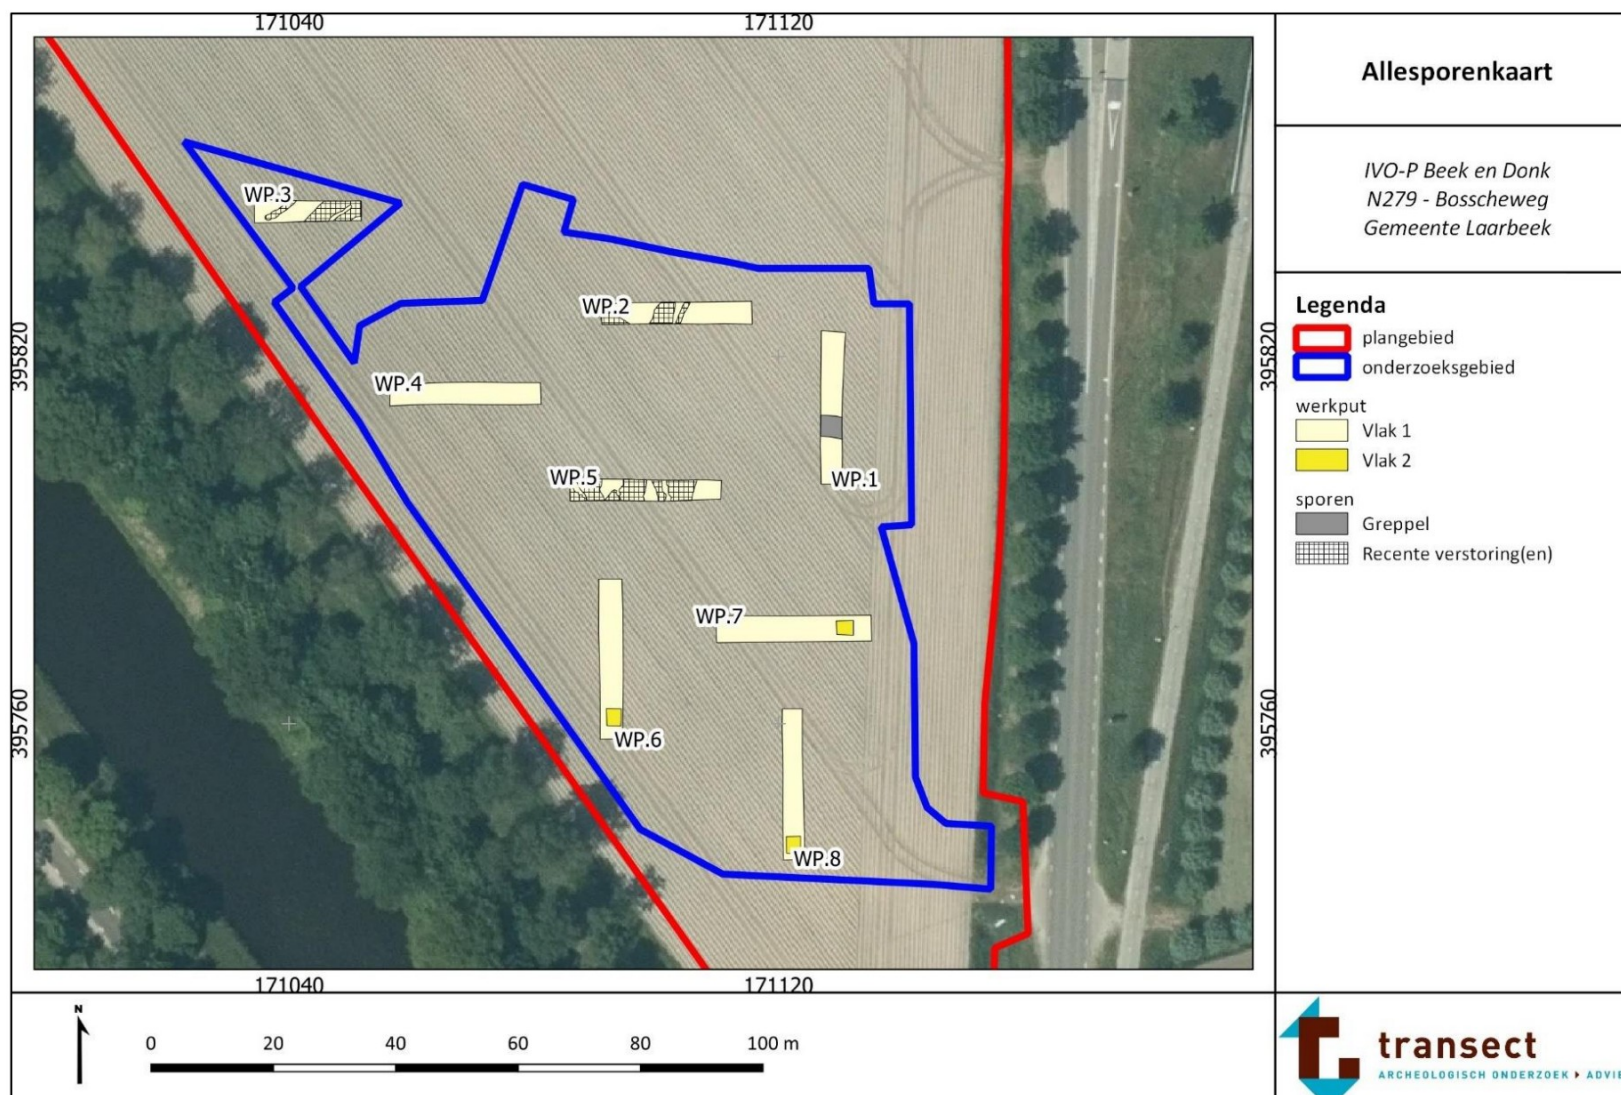 171040
171120
395820
395820
WP.3
WP.2
WP.4
WP.1
WP.5
WP.7
WP.6
WP.8
395760
395760
171040
171120
Allesporenkaart
IVO-P Beek en Donk
N279 - Bosscheweg
Gemeente Laarbeek
Legenda
plangebied
onderzoeksgebied
werkput
Vlak 1
Vlak 2
sporen
Greppel
Recente verstoring(en)
N
0 20 40 60 80 100 m
transect
ARCHEOLOGISCH ONDERZOEK ADVIE